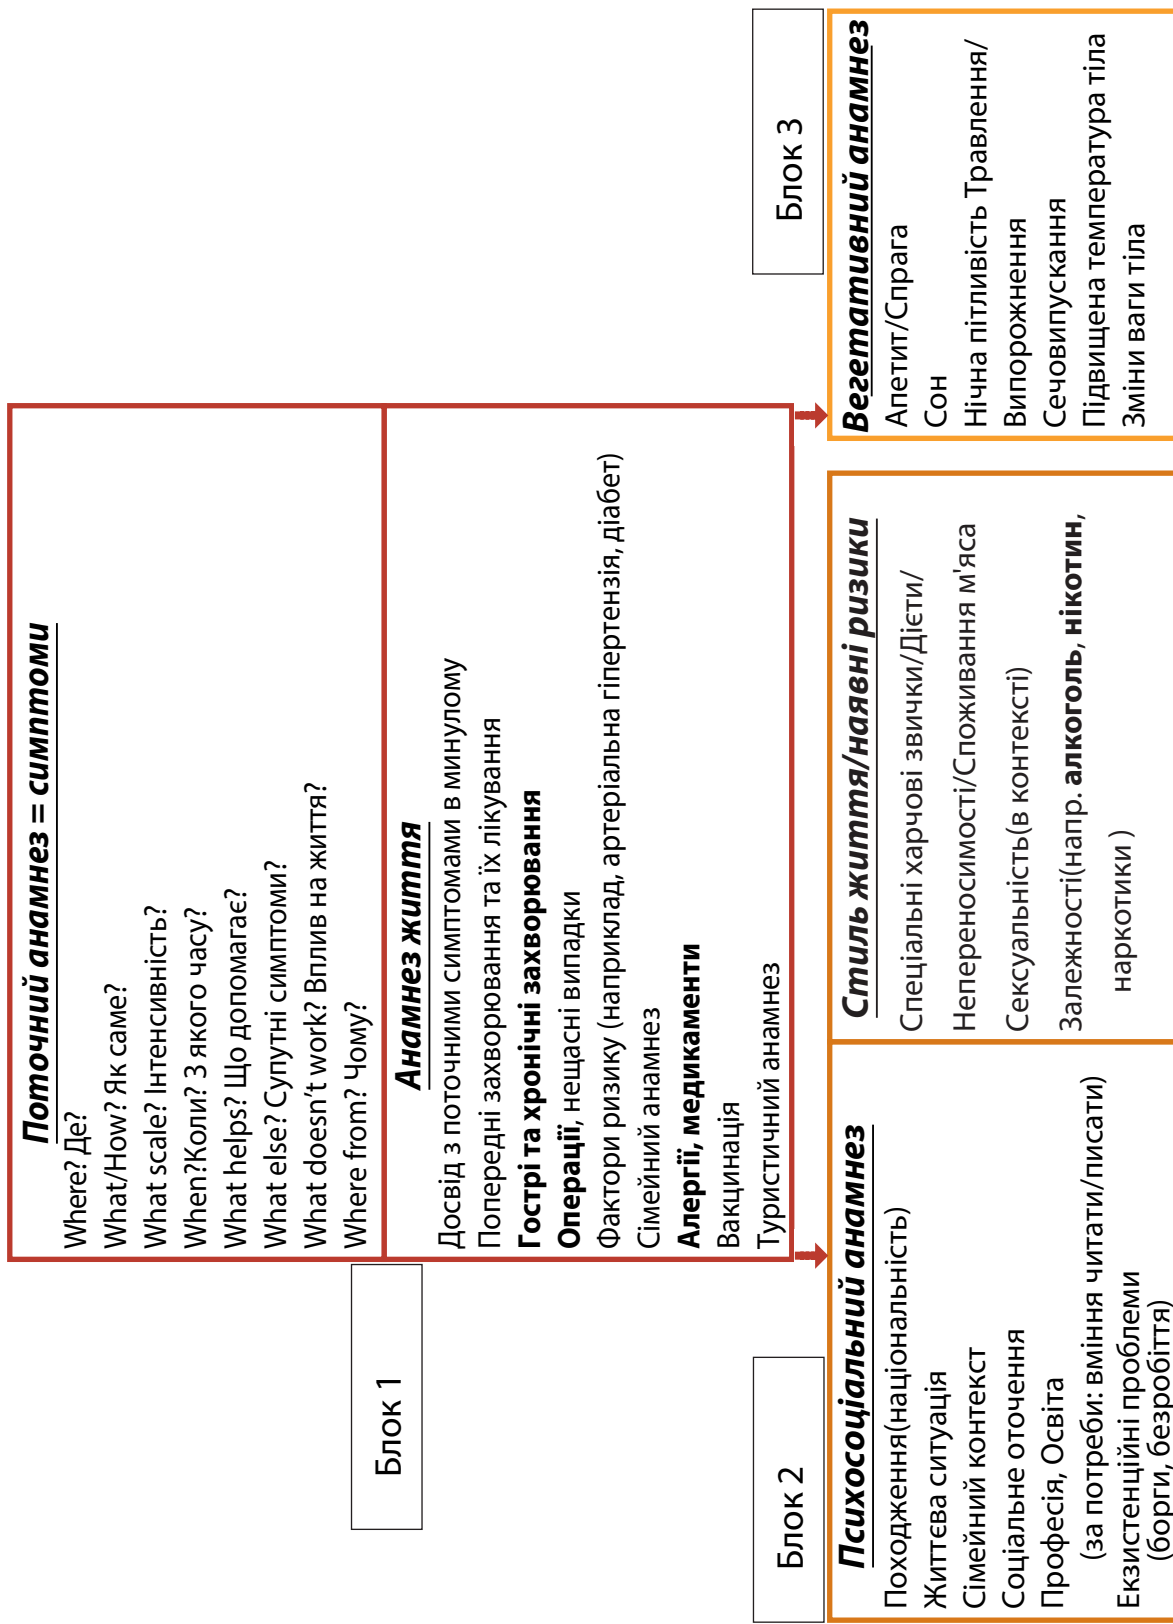 Блок 1
Поточний анамнез = симптоми
Where? Де?
What/How? Як саме?
What scale? Інтенсивність?
When?Коли? З якого часу?
What helps? Що допомагає?
What else? Супутні симптоми?
What doesn't work? Вплив на життя?
Where from? Чому?
Анамнез життя
Досвід з поточними симптомами в минулому
Попередні захворювання та їх лікування
Гострі та хронічні захворювання
Операції, нещасні випадки
Фактори ризику (наприклад, артеріальна гіпертензія, діабет)
Сімейний анамнез
Алергії, медикаменти
Вакцинація
Туристичний анамнез
Блок 2
Психосоціальний анамнез
Походження(національність)
Життєва ситуація
Сімейний контекст
Соціальне оточення
Професія, Освіта
(за потреби: вміння читати/писати)
Екзистенційні проблеми
(борги, безробіття)
Стиль життя/наявні ризики
Спеціальні харчові звички/Дієти/
Непереносимості/Споживання м'яса
Сексуальність(в контексті)
Залежності(напр. алкоголь, нікотин,
наркотики )
Блок 3
Вегетативний анамнез
Апетит/Спрага
Сон
Нічна пітливість Травлення/
Випорожнення
Сечовипускання
Підвищена температура тіла
Зміни ваги тіла